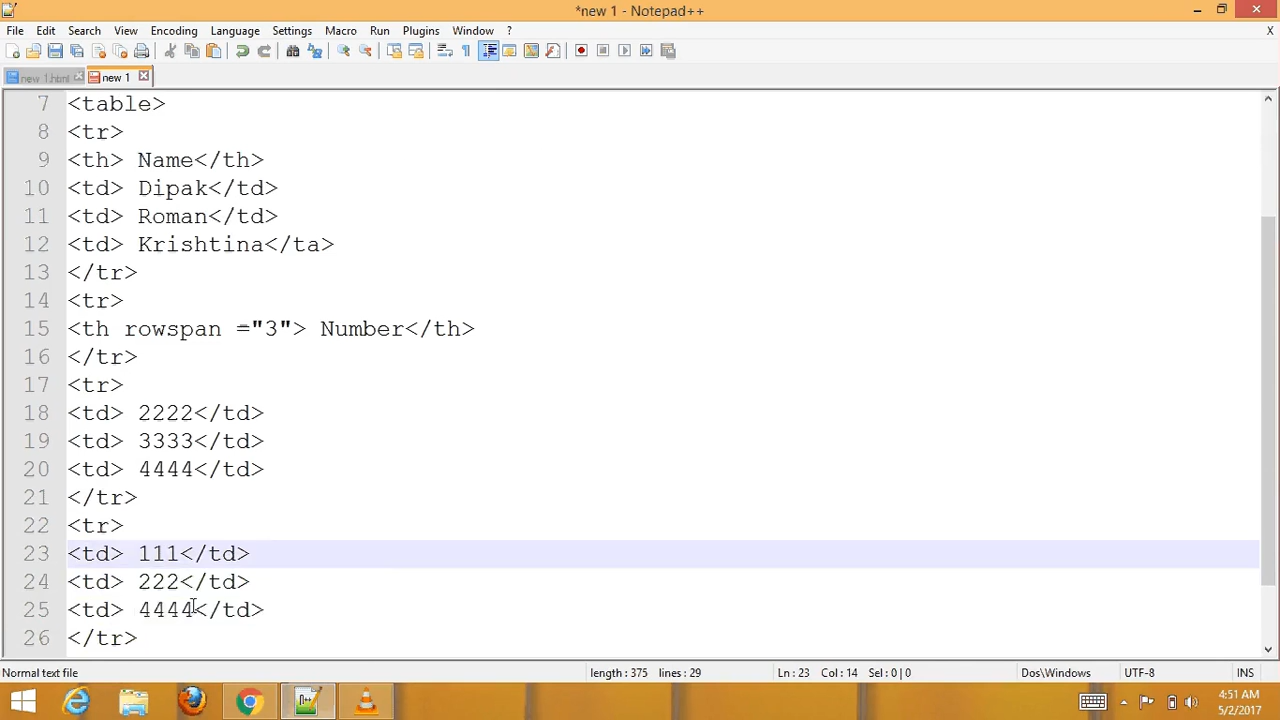 *new 1 - Notepad++
File Edit Search View Encoding Language Settings Macro Run Plugins Window ? X
new 1.html new 1
7 <table>
8 <tr>
9 <th> Name</th>
10 <td> Dipak</td>
11 <td> Roman</td>
12 <td> Krishtina</ta>
13 </tr>
14 <tr>
15 <th rowspan ="3"> Number</th>
16 </tr>
17 <tr>
18 <td> 2222</td>
19 <td> 3333</td>
20 <td> 4444</td>
21 </tr>
22 <tr>
23 <td> 111</td>
24 <td> 222</td>
25 <td> 4444</td>
26 </tr>
Normal text file length : 375 lines : 29 Ln : 23 Col : 14 Sel : 0 | 0 Dos\Windows UTF-8 INS
4:51 AM
5/2/2017